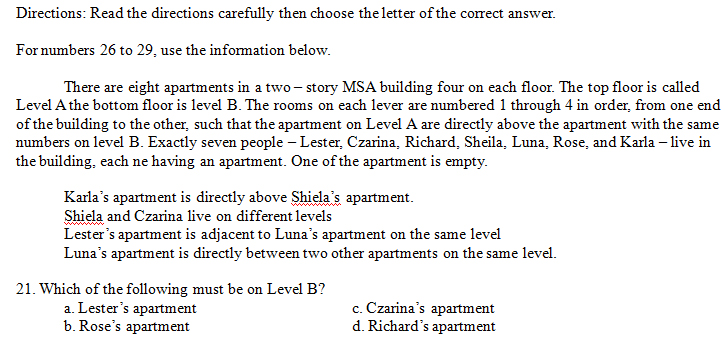 Directions: Read the directions carefully then choose the letter of the correct answer.
For numbers 26 to 29, use the information below.
There are eight apartments in a two – story MSA building four on each floor. The top floor is called
Level A the bottom floor is level B. The rooms on each lever are numbered 1 through 4 in order, from one end
of the building to the other, such that the apartment on Level A are directly above the apartment with the same
numbers on level B. Exactly seven people – Lester, Czarina, Richard, Sheila, Luna, Rose, and Karla – live in
the building, each ne having an apartment. One of the apartment is empty.
Karla's apartment is directly above Shiela's apartment.
Shiela and Czarina live on different levels
Lester's apartment is adjacent to Luna's apartment on the same level
Luna's apartment is directly between two other apartments on the same level.
21. Which of the following must be on Level B?
a. Lester's apartment c. Czarina's apartment
b. Rose's apartment d. Richard's apartment